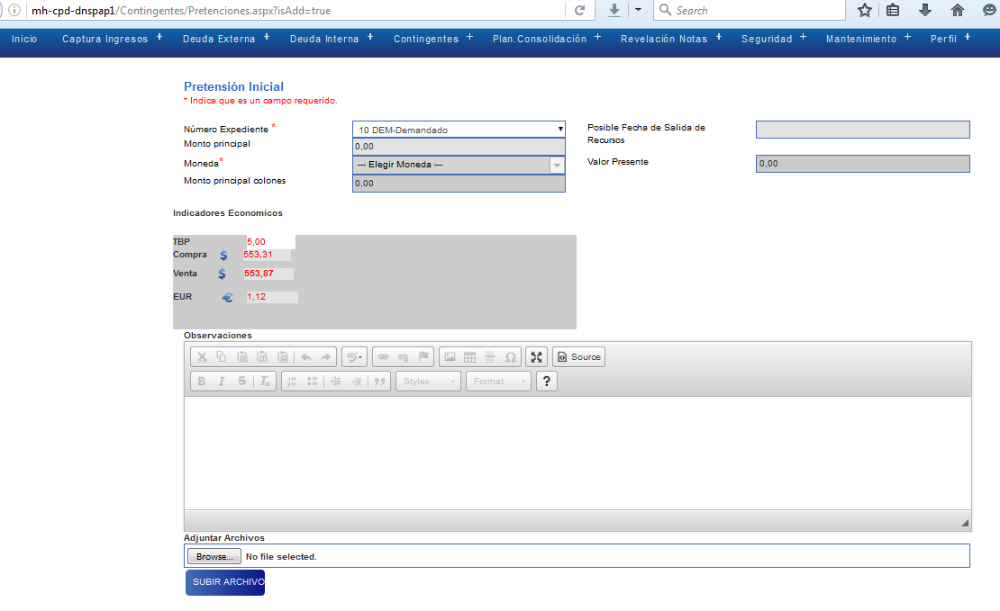 mh-cpd-dnspap1/Contingentes/Pretenciones.aspx?isAdd=true
Search
Inicio Captura Ingresos + Deuda Externa + Deuda Interna + Contingentes + Plan.Consolidación + Revelación Notas + Seguridad + Mantenimiento + Perfil +
Pretensión Inicial
* Indica que es un campo requerido.
Número Expediente * 10 DEM-Demandado
Monto principal 0,00
Moneda* --- Elegir Moneda ---
Monto principal colones 0,00
Posible Fecha de Salida de
Recursos
Valor Presente 0,00
Indicadores Economicos
TBP 5,00
Compra $ 553,31
Venta $ 553,87
EUR € 1,12
Observaciones
ABC Ω Source
B I S Tx Styles Format ?
Adjuntar Archivos
Browse... No file selected.
SUBIR ARCHIVO